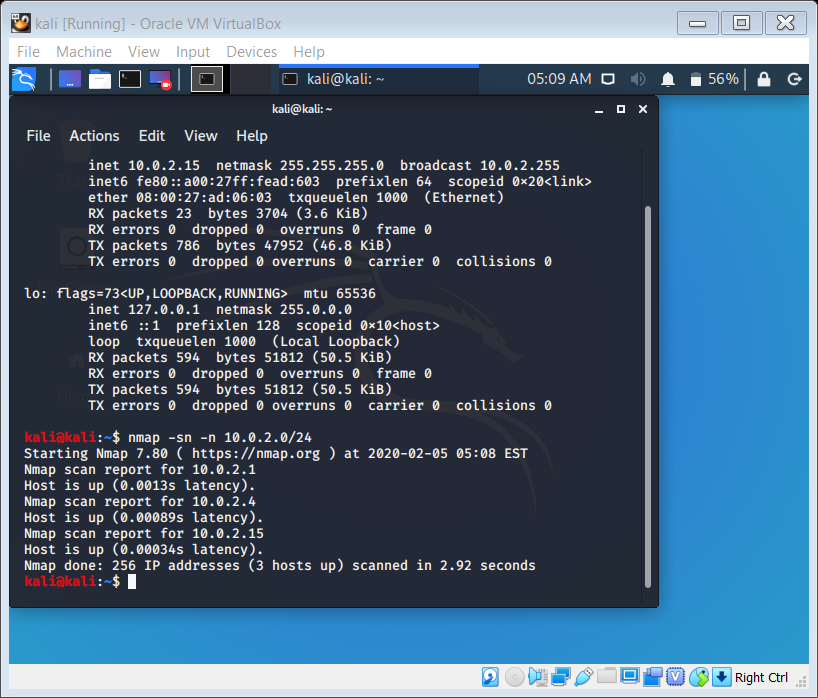 kali [Running] - Oracle VM VirtualBox
File Machine View Input Devices Help
kali@kali: ~ 05:09 AM 56%
kali@kali: ~
File Actions Edit View Help
inet 10.0.2.15 netmask 255.255.255.0 broadcast 10.0.2.255
inet6 fe80::a00:27ff:fead:603 prefixlen 64 scopeid 0×20<link>
ether 08:00:27:ad:06:03 txqueuelen 1000 (Ethernet)
RX packets 23 bytes 3704 (3.6 KiB)
RX errors 0 dropped 0 overruns 0 frame 0
TX packets 786 bytes 47952 (46.8 KiB)
TX errors 0 dropped 0 overruns 0 carrier 0 collisions 0
lo: flags=73<UP,LOOPBACK,RUNNING> mtu 65536
inet 127.0.0.1 netmask 255.0.0.0
inet6 ::1 prefixlen 128 scopeid 0×10<host>
loop txqueuelen 1000 (Local Loopback)
RX packets 594 bytes 51812 (50.5 KiB)
RX errors 0 dropped 0 overruns 0 frame 0
TX packets 594 bytes 51812 (50.5 KiB)
TX errors 0 dropped 0 overruns 0 carrier 0 collisions 0
kali@kali:~$ nmap -sn -n 10.0.2.0/24
Starting Nmap 7.80 ( https://nmap.org ) at 2020-02-05 05:08 EST
Nmap scan report for 10.0.2.1
Host is up (0.0013s latency).
Nmap scan report for 10.0.2.4
Host is up (0.00089s latency).
Nmap scan report for 10.0.2.15
Host is up (0.00034s latency).
Nmap done: 256 IP addresses (3 hosts up) scanned in 2.92 seconds
kali@kali:~$
Right Ctrl